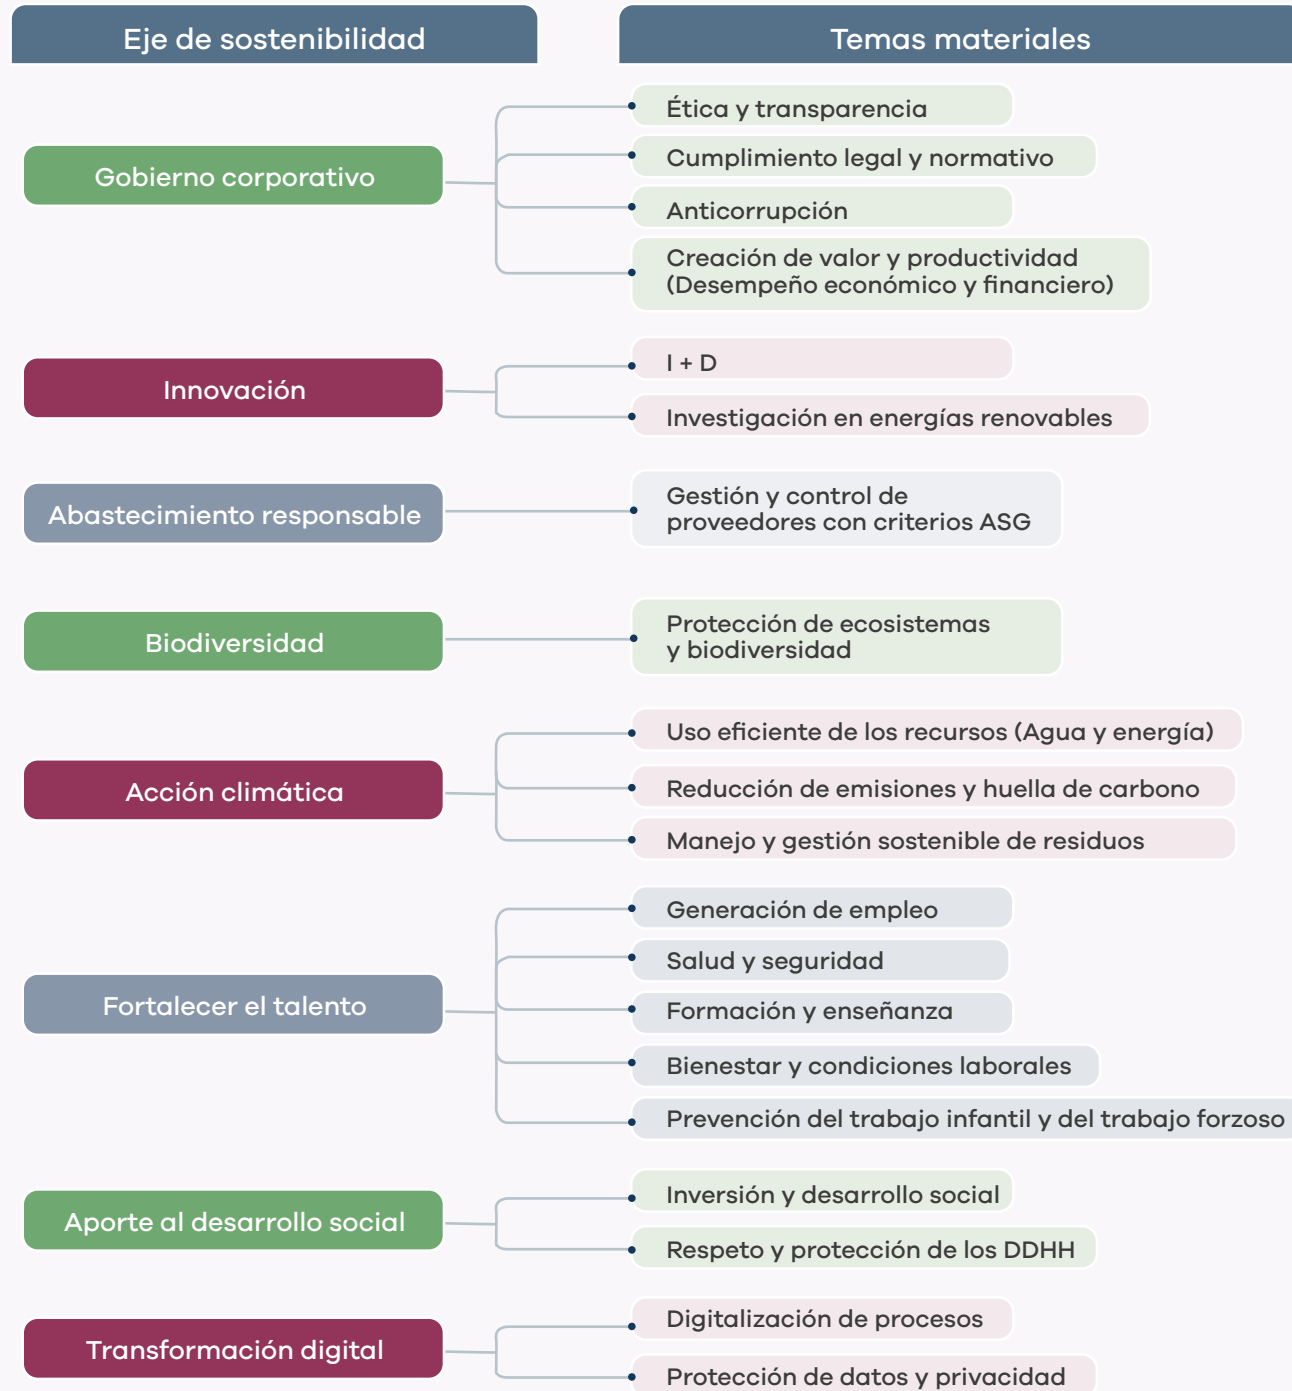 Eje de sostenibilidad
Temas materiales
Gobierno corporativo
Ética y transparencia
Cumplimiento legal y normativo
Anticorrupción
Creación de valor y productividad
(Desempeño económico y financiero)
Innovación
I + D
Investigación en energías renovables
Abastecimiento responsable
Gestión y control de
proveedores con criterios ASG
Biodiversidad
Protección de ecosistemas
y biodiversidad
Acción climática
Uso eficiente de los recursos (Agua y energía)
Reducción de emisiones y huella de carbono
Manejo y gestión sostenible de residuos
Fortalecer el talento
Generación de empleo
Salud y seguridad
Formación y enseñanza
Bienestar y condiciones laborales
Prevención del trabajo infantil y del trabajo forzoso
Aporte al desarrollo social
Inversión y desarrollo social
Respeto y protección de los DDHH
Transformación digital
Digitalización de procesos
Protección de datos y privacidad